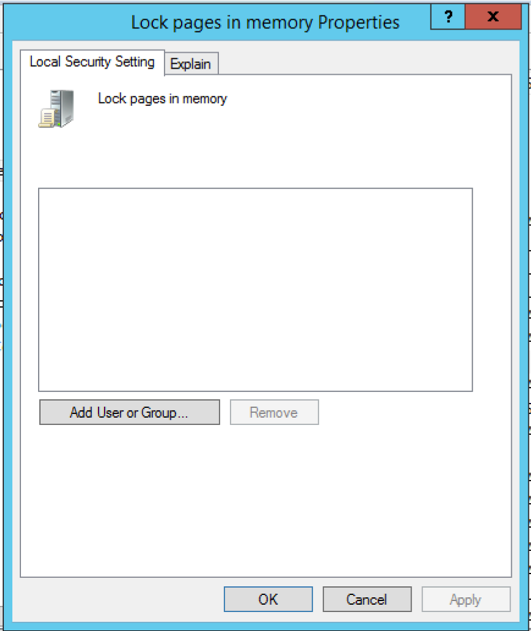 Lock pages in memory Properties
?
x
Local Security Setting
Explain
Lock pages in memory
Add User or Group...
Remove
OK
Cancel
Apply